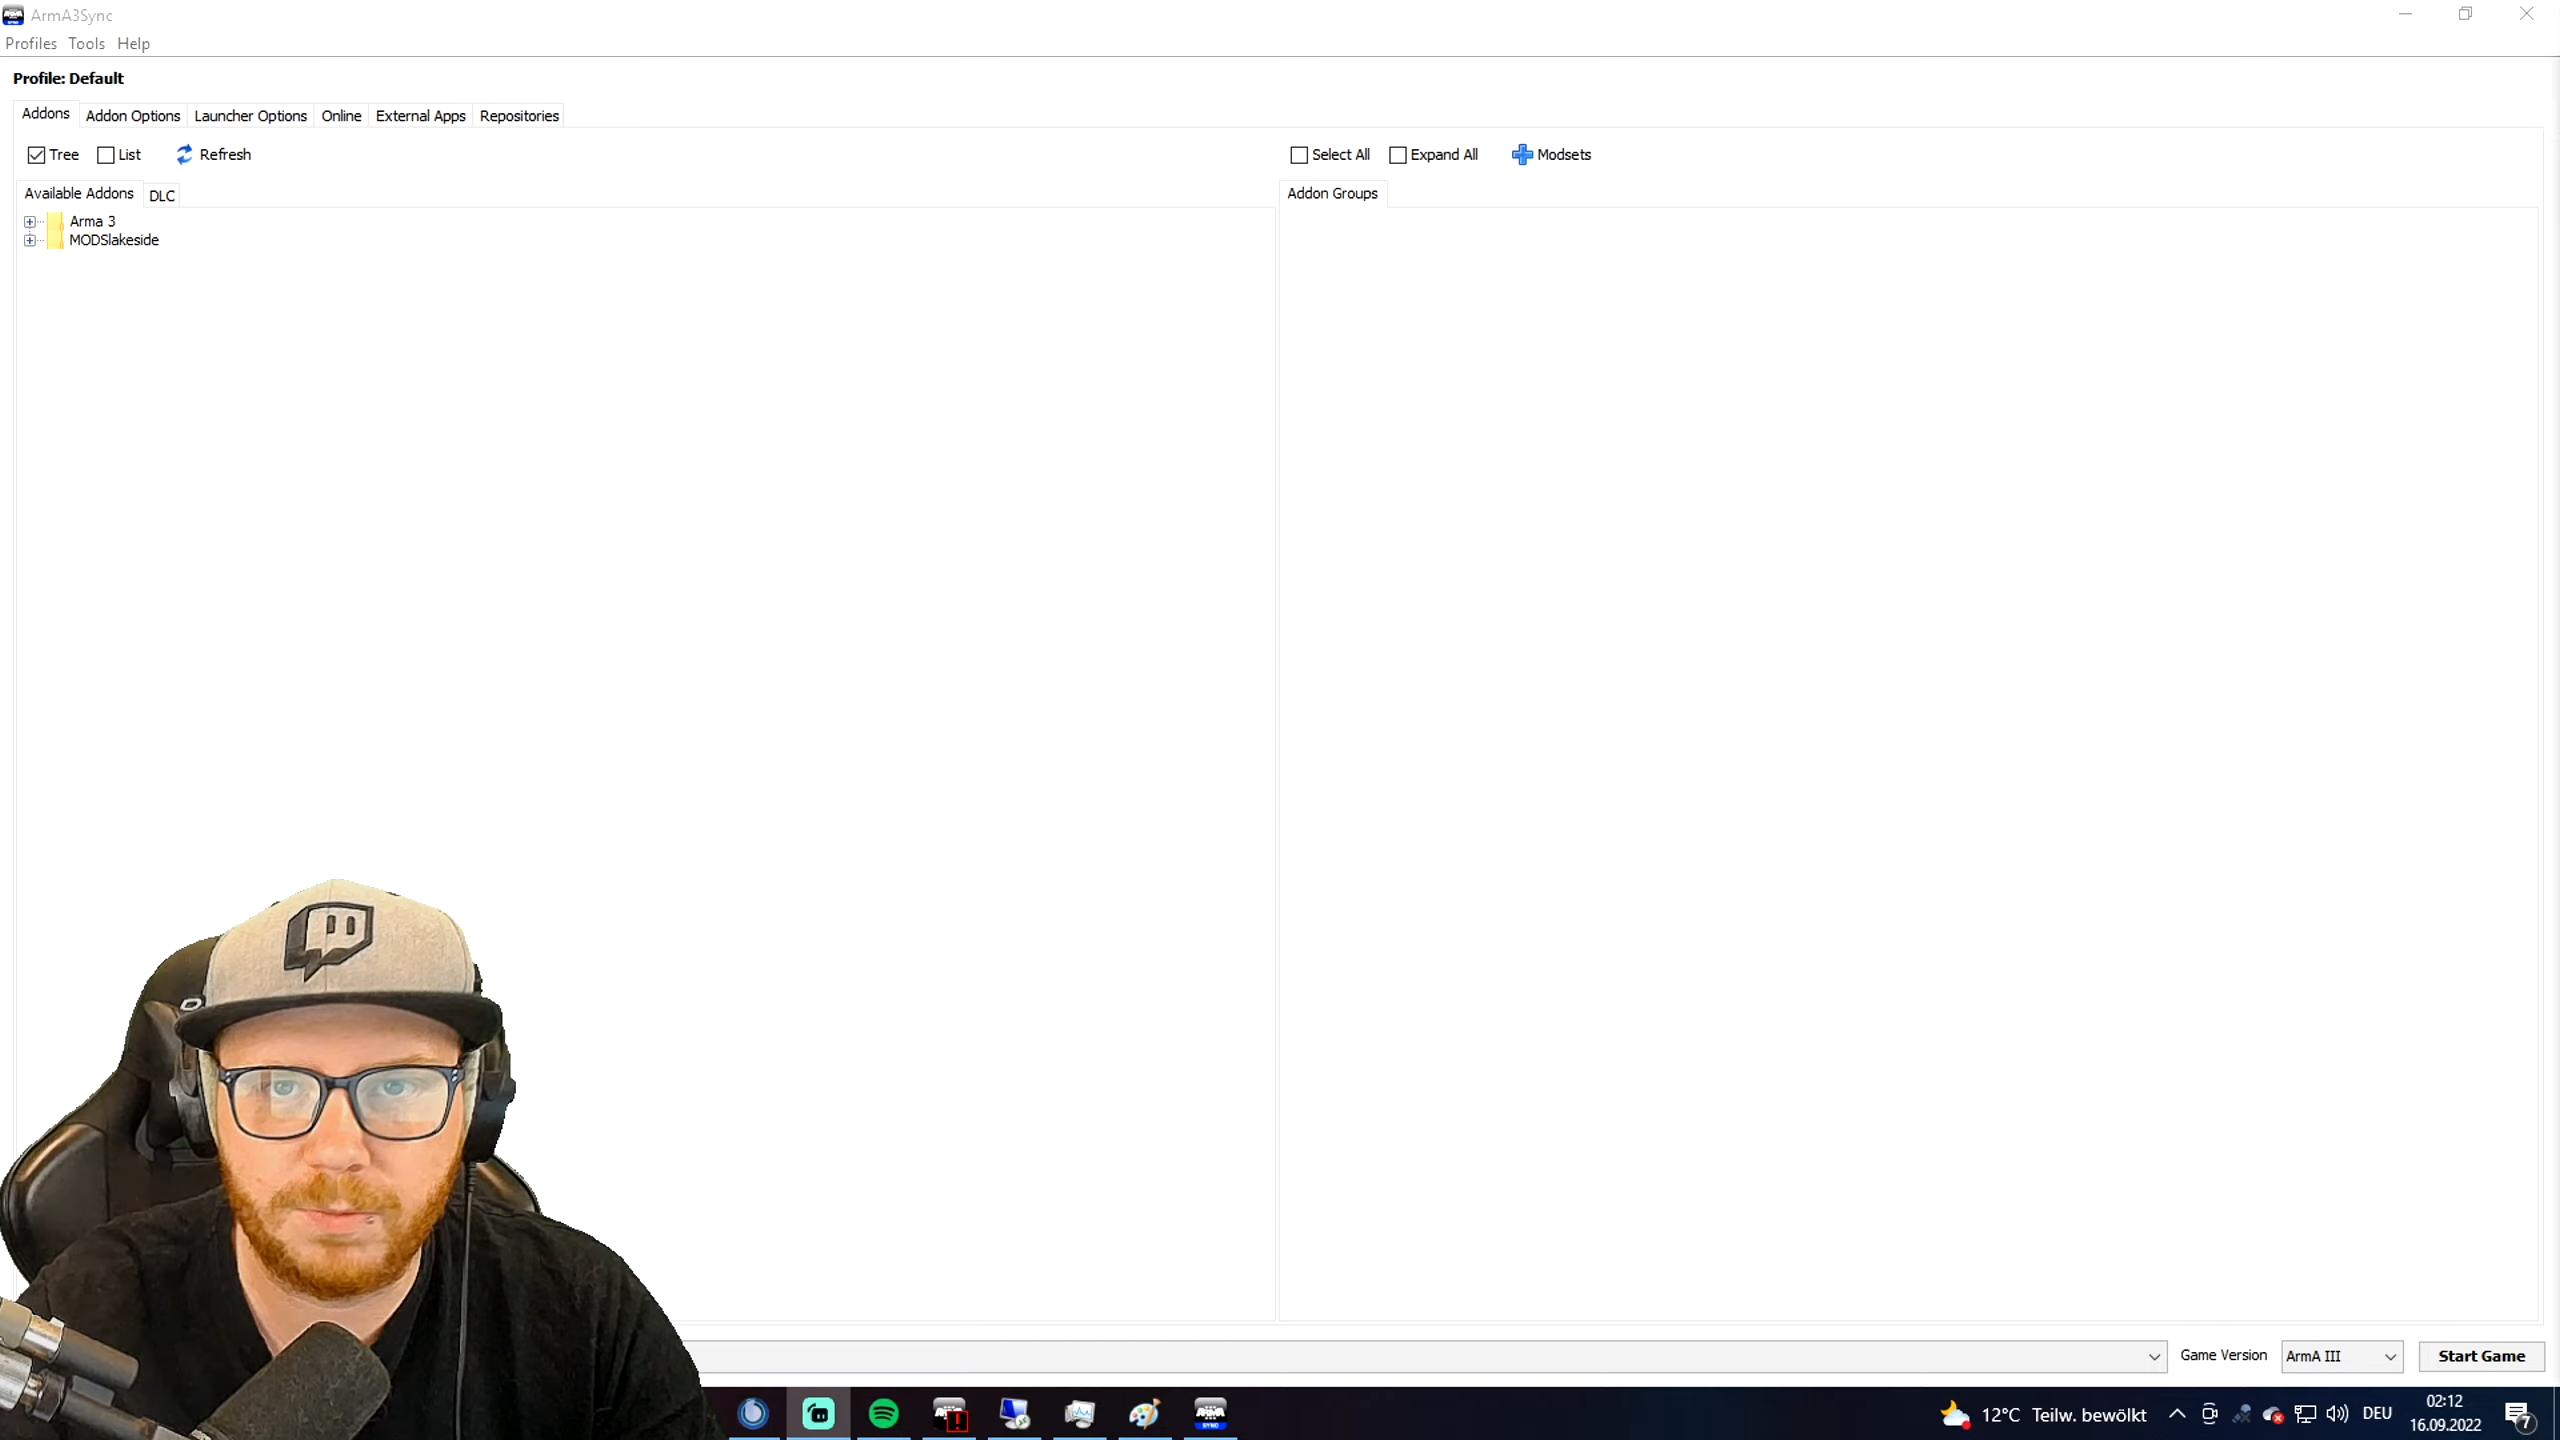 ArmA3Sync
Profiles Tools Help
Profile: Default
Addons Addon Options Launcher Options Online External Apps Repositories
Tree List Refresh Select All Expand All Modsets
Available Addons DLC Addon Groups
Arma 3
MODSlakeside
Game Version ArmA III Start Game
12°C Teilw. bewölkt DEU 02:12
16.09.2022 7